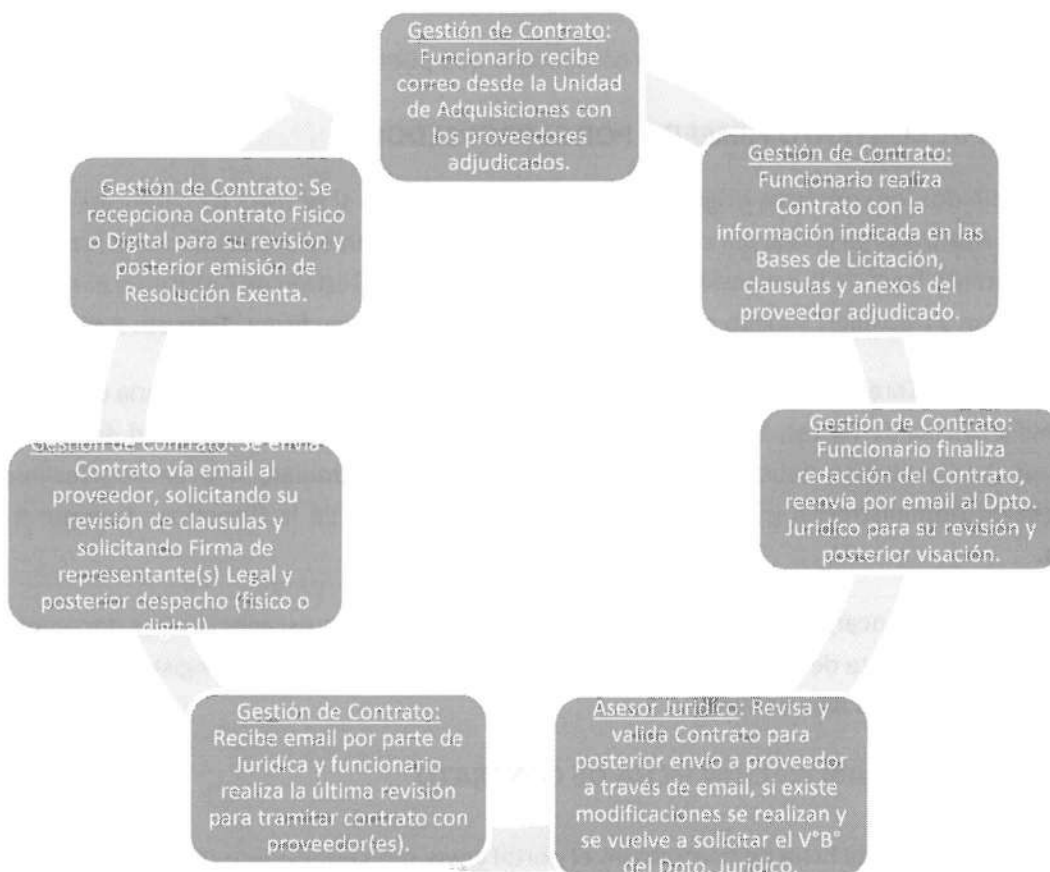 Gestión de Contrato:
Funcionario recibe
correo desde la Unidad
de Adquisiciones con
los proveedores
adjudicados.
Gestión de Contrato:
Funcionario realiza
Contrato con la
información indicada en las
Bases de Licitación,
clausulas y anexos del
proveedor adjudicado.
Gestión de Contrato:
Funcionario finaliza
redacción del Contrato,
reenvía por email al Dpto.
Juridíco para su revisión y
posterior visación.
Asesor Juridíco: Revisa y
valida Contrato para
posterior envío a proveedor
a través de email, si existe
modificaciones se realizan y
se vuelve a solicitar el V°B°
del Dpto. Juridíco.
Gestión de Contrato:
Recibe email por parte de
Juridíca y funcionario
realiza la última revisión
para tramitar contrato con
proveedor(es).
Gestión de Contrato: Se envía
Contrato vía email al
proveedor, solicitando su
revisión de clausulas y
solicitando Firma de
representante(s) Legal y
posterior despacho (fisico o
digital)
Gestión de Contrato: Se
recepciona Contrato Fisico
o Digital para su revisión y
posterior emisión de
Resolución Exenta.